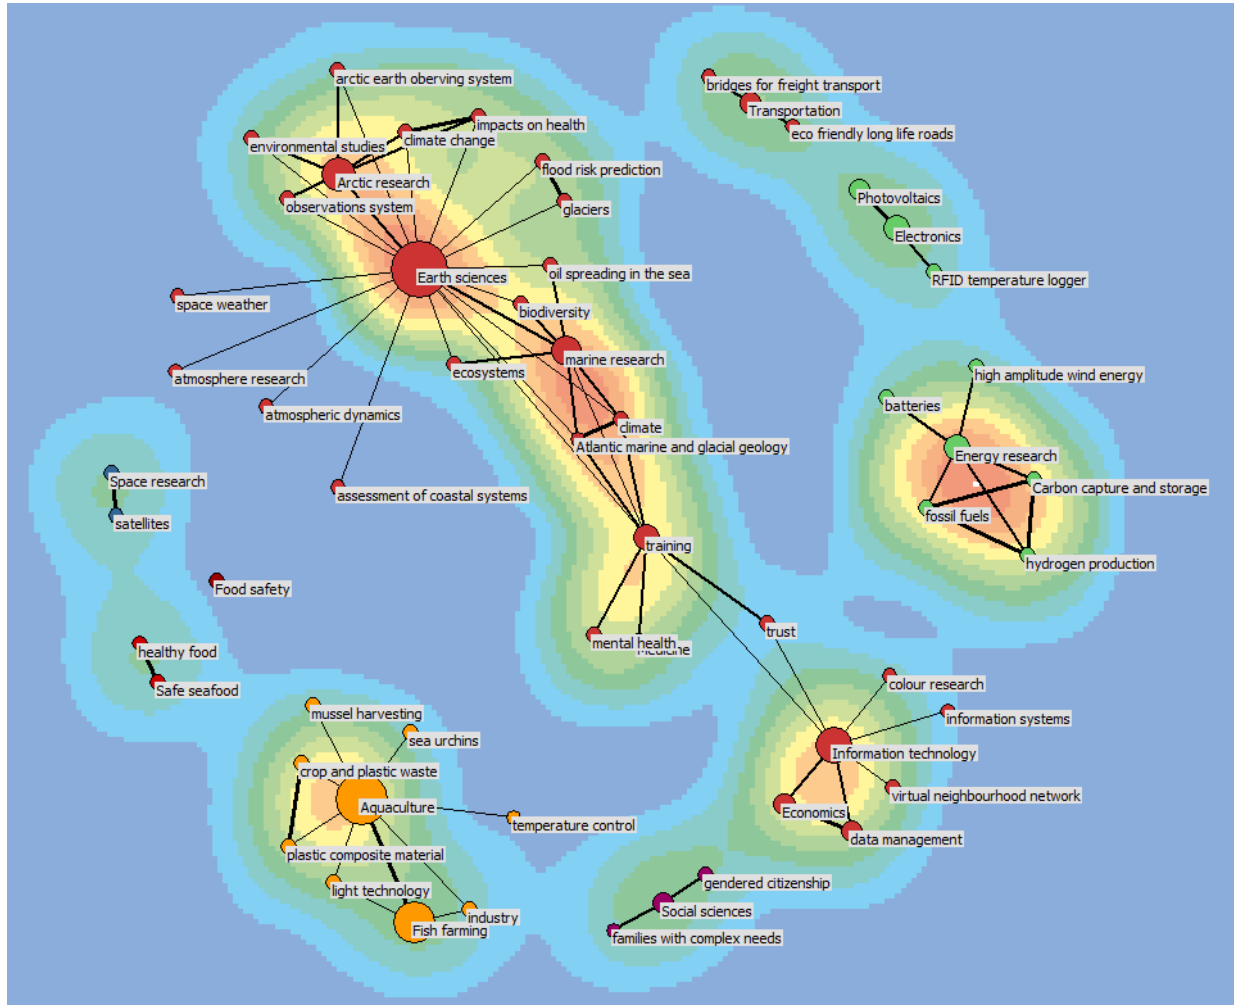 arctic earth oberving system
bridges for freight transport
Transportation
impacts on health
eco friendly long life roads
climate change
environmental studies
flood risk prediction
Arctic research
Photovoltaics
observations system
glaciers
Electronics
oil spreading in the sea
Earth sciences
RFID temperature logger
space weather
biodiversity
marine research
ecosystems
high amplitude wind energy
atmosphere research
batteries
atmospheric dynamics
climate
Atlantic marine and glacial geology
Energy research
Space research
Carbon capture and storage
assessment of coastal systems
fossil fuels
satellites
training
hydrogen production
Food safety
trust
mental health
Medicine
healthy food
colour research
Safe seafood
mussel harvesting
information systems
sea urchins
Information technology
crop and plastic waste
virtual neighbourhood network
Aquaculture
Economics
temperature control
data management
plastic composite material
gendered citizenship
light technology
Social sciences
industry
Fish farming
families with complex needs